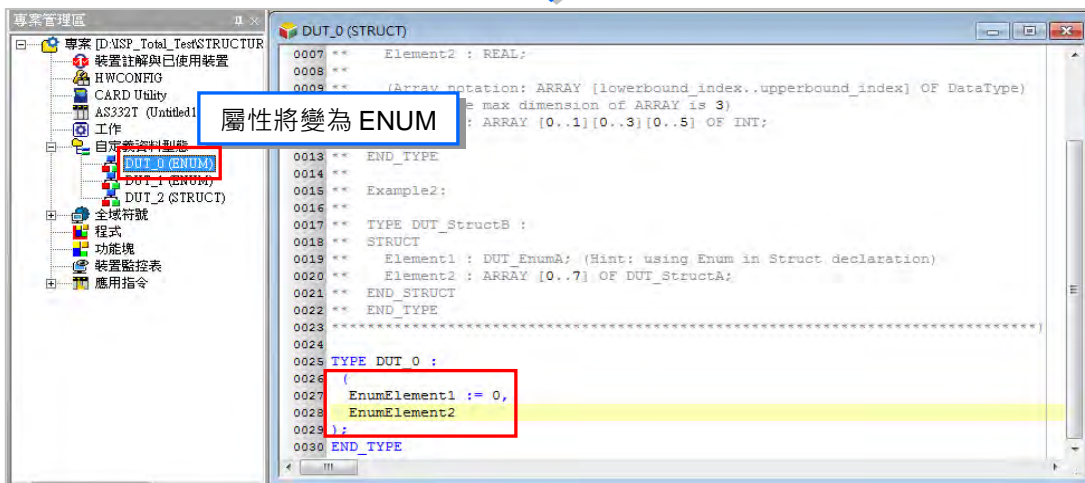 專案管理區
專案 [D:\ISP_Total_Test\STRUCTUR
裝置註解與已使用裝置
HWCONFIG
CARD Utility
AS332T (Untitled1
工作
自定義資料型態
DUT_0 (ENUM)
DUT_1 (ENUM)
DUT_2 (STRUCT)
全域符號
程式
功能塊
裝置監控表
應用指令
屬性將變為 ENUM
DUT_0 (STRUCT)
0007 ** Element2 : REAL;
0008 **
0009 ** (Array notation: ARRAY [lowerbound_index..upperbound_index] OF DataType)
e max dimension of ARRAY is 3)
: ARRAY [0..1][0..3][0..5] OF INT;
0013 ** END_TYPE
0014 **
0015 ** Example2:
0016 **
0017 ** TYPE DUT_StructB :
0018 ** STRUCT
0019 ** Element1 : DUT_EnumA; (Hint: using Enum in Struct declaration)
0020 ** Element2 : ARRAY [0..7] OF DUT_StructA;
0021 ** END_STRUCT
0022 ** END_TYPE
0023 ********************************************************************************)
0024
0025 TYPE DUT_0 :
0026 (
0027 EnumElement1 := 0,
0028 EnumElement2
0029 );
0030 END_TYPE